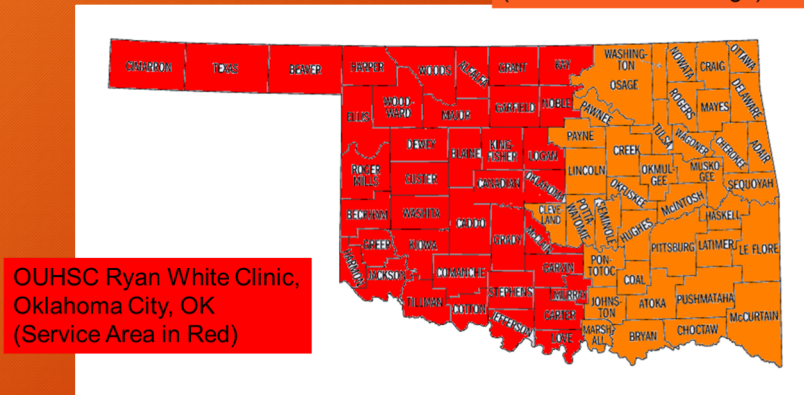 CIMARRON TEXAS BEAVER HARPER WOODS ALFALFA GRANT KAY
WASHING-
TON
OSAGE
NOWATA CRAIG OTTAWA
ELLIS WOOD-
WARD
MAJOR GARFIELD NOBLE PAWNEE ROGERS MAYES DELAWARE
DEWEY BLAINE KING-
FISHER
LOGAN PAYNE CREEK TULSA WAGONER CHEROKEE ADAIR
ROGER
MILLS
CUSTER CANADIAN OKLAHOMA LINCOLN OKFUSKEE OKMUL-
GEE
MUSKO-
GEE
SEQUOYAH
BECKHAM WASHITA CADDO GRADY McCLAIN CLEVE
LAND
POTTA
WATOMIE
SEMINOLE HUGHES McINTOSH HASKELL
GREER KIOWA PITTSBURG LATIMER LE FLORE
HARMON JACKSON COMANCHE STEPHENS GARVIN PON-
TOTOC
COAL
TILLMAN COTTON JEFFERSON MURRAY CARTER LOVE JOHNS-
TON
ATOKA PUSHMATAHA McCURTAIN
MARSH-
ALL
BRYAN CHOCTAW
OUHSC Ryan White Clinic,
Oklahoma City, OK
(Service Area in Red)